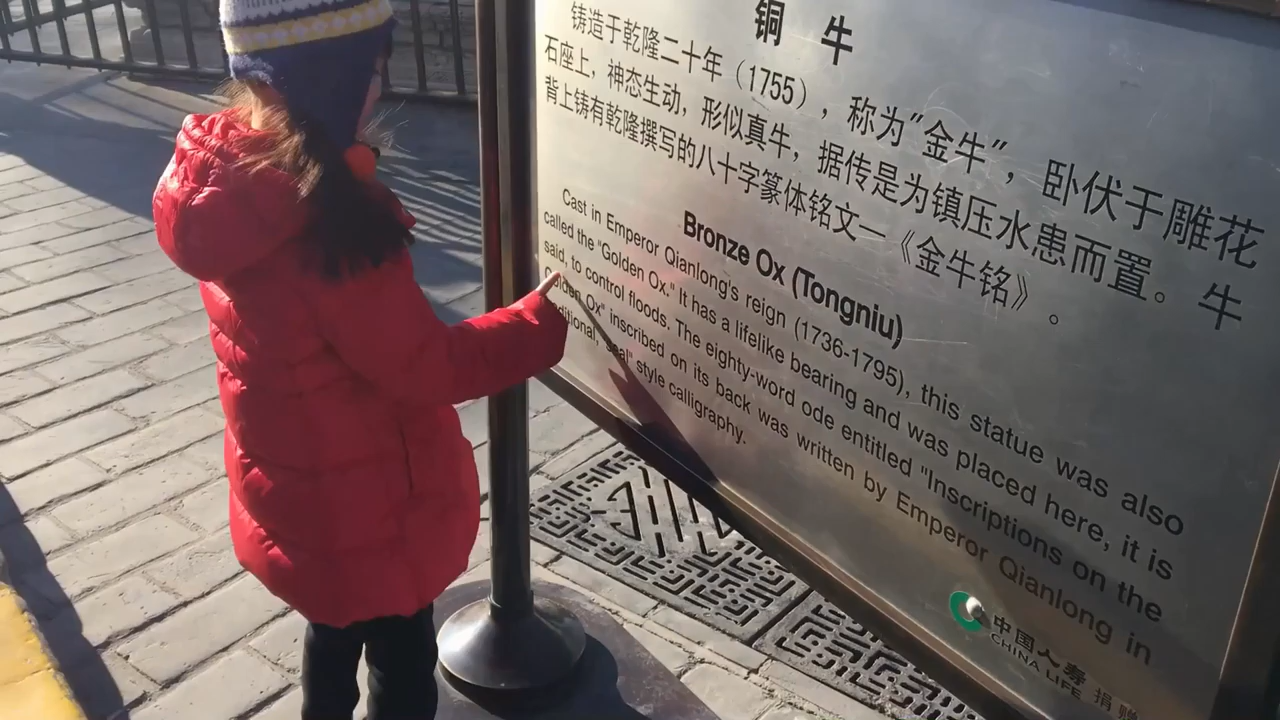 铜 牛
铸造于乾隆二十年（1755），称为"金牛"，卧伏于雕花
石座上，神态生动，形似真牛，据传是为镇压水患而置。牛
背上铸有乾隆撰写的八十字篆体铭文—《金牛铭》。
Bronze Ox (Tongniu)
Cast in Emperor Qianlong's reign (1736-1795), this statue was also
called the "Golden Ox." It has a lifelike bearing and was placed here, it is
said, to control floods. The eighty-word ode entitled "Inscriptions on the
Golden Ox" inscribed on its back was written by Emperor Qianlong in
"seal" style calligraphy.
中国人寿 捐赠
CHINA LIFE